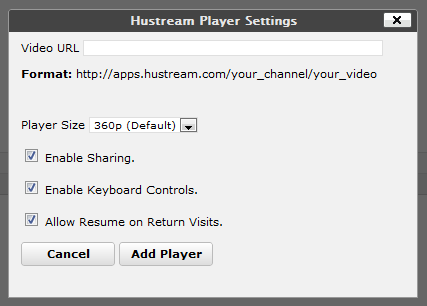 Hustream Player Settings
Video URL
Format: http://apps.hustream.com/your_channel/your_video
Player Size 360p (Default)
Enable Sharing.
Enable Keyboard Controls.
Allow Resume on Return Visits.
Cancel Add Player